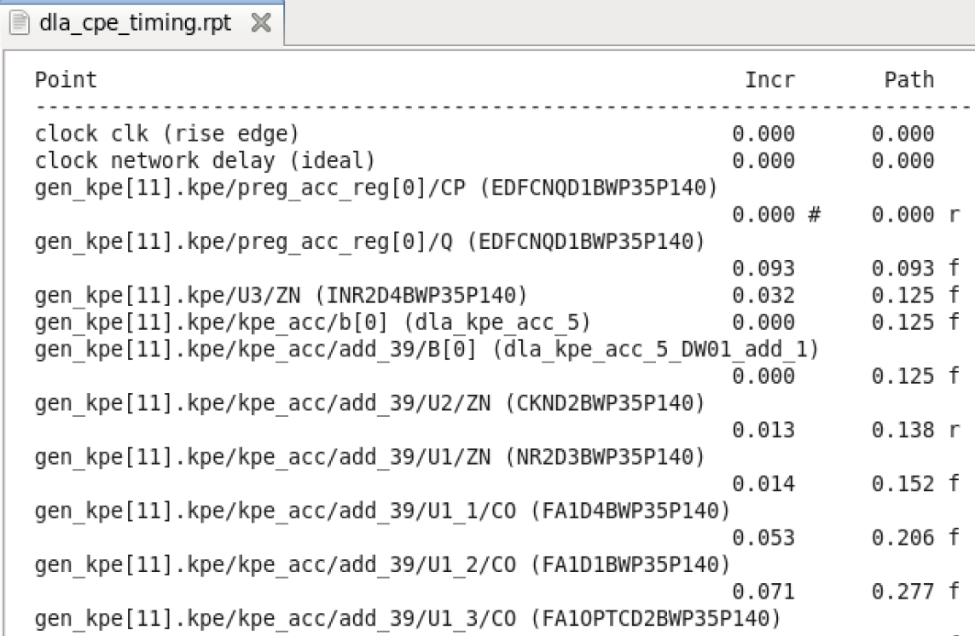 dla_cpe_timing.rpt
Point Incr Path
--------------------------------------------------------------------------
clock clk (rise edge) 0.000 0.000
clock network delay (ideal) 0.000 0.000
gen_kpe[11].kpe/preg_acc_reg[0]/CP (EDFCNQD1BWP35P140)
0.000 # 0.000 r
gen_kpe[11].kpe/preg_acc_reg[0]/Q (EDFCNQD1BWP35P140)
0.093 0.093 f
gen_kpe[11].kpe/U3/ZN (INR2D4BWP35P140) 0.032 0.125 f
gen_kpe[11].kpe/kpe_acc/b[0] (dla_kpe_acc_5) 0.000 0.125 f
gen_kpe[11].kpe/kpe_acc/add_39/B[0] (dla_kpe_acc_5_DW01_add_1)
0.000 0.125 f
gen_kpe[11].kpe/kpe_acc/add_39/U2/ZN (CKND2BWP35P140)
0.013 0.138 r
gen_kpe[11].kpe/kpe_acc/add_39/U1/ZN (NR2D3BWP35P140)
0.014 0.152 f
gen_kpe[11].kpe/kpe_acc/add_39/U1_1/CO (FA1D4BWP35P140)
0.053 0.206 f
gen_kpe[11].kpe/kpe_acc/add_39/U1_2/CO (FA1D1BWP35P140)
0.071 0.277 f
gen_kpe[11].kpe/kpe_acc/add_39/U1_3/CO (FA1OPTCD2BWP35P140)